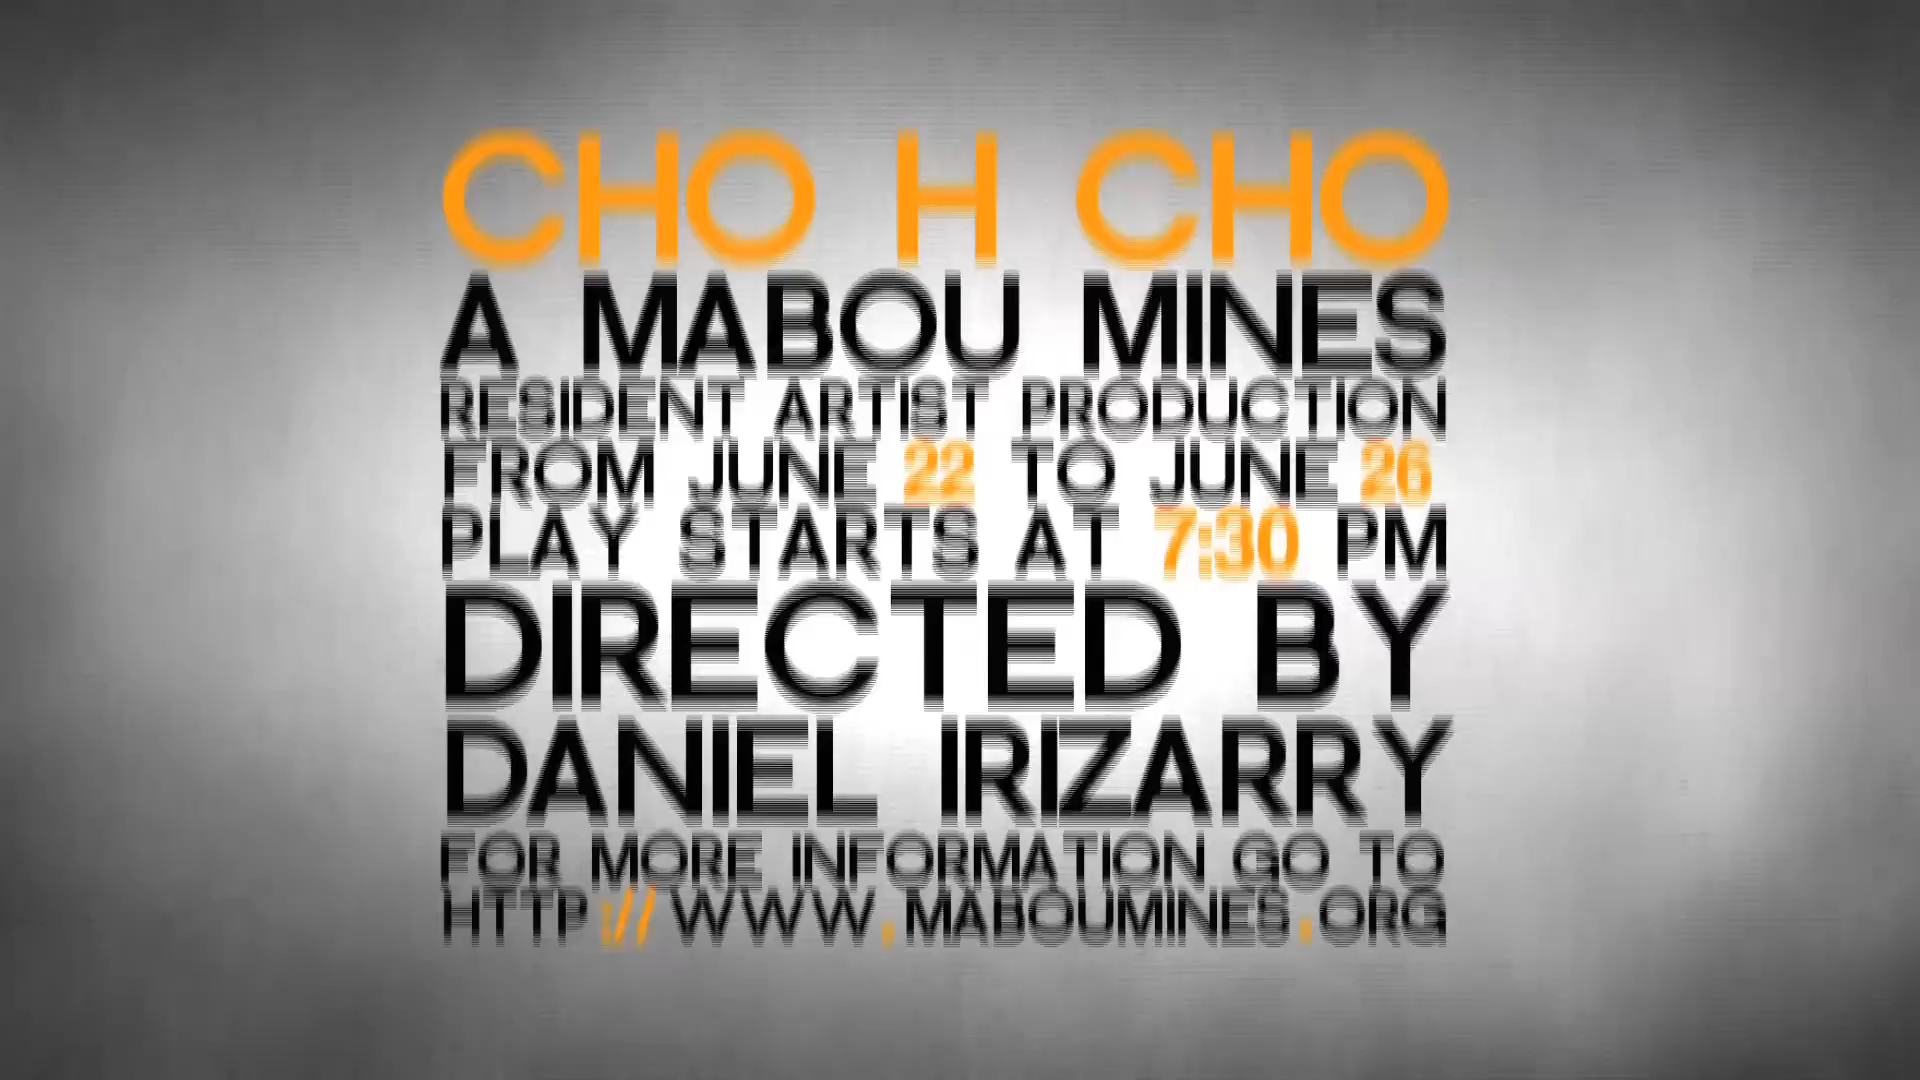 CHO H CHO
A MABOU MINES
RESIDENT ARTIST PRODUCTION
FROM JUNE 22 TO JUNE 26
PLAY STARTS AT 7:30 PM
DIRECTED BY
DANIEL IRIZARRY
FOR MORE INFORMATION GO TO
HTTP://WWW.MABOUMINES.ORG